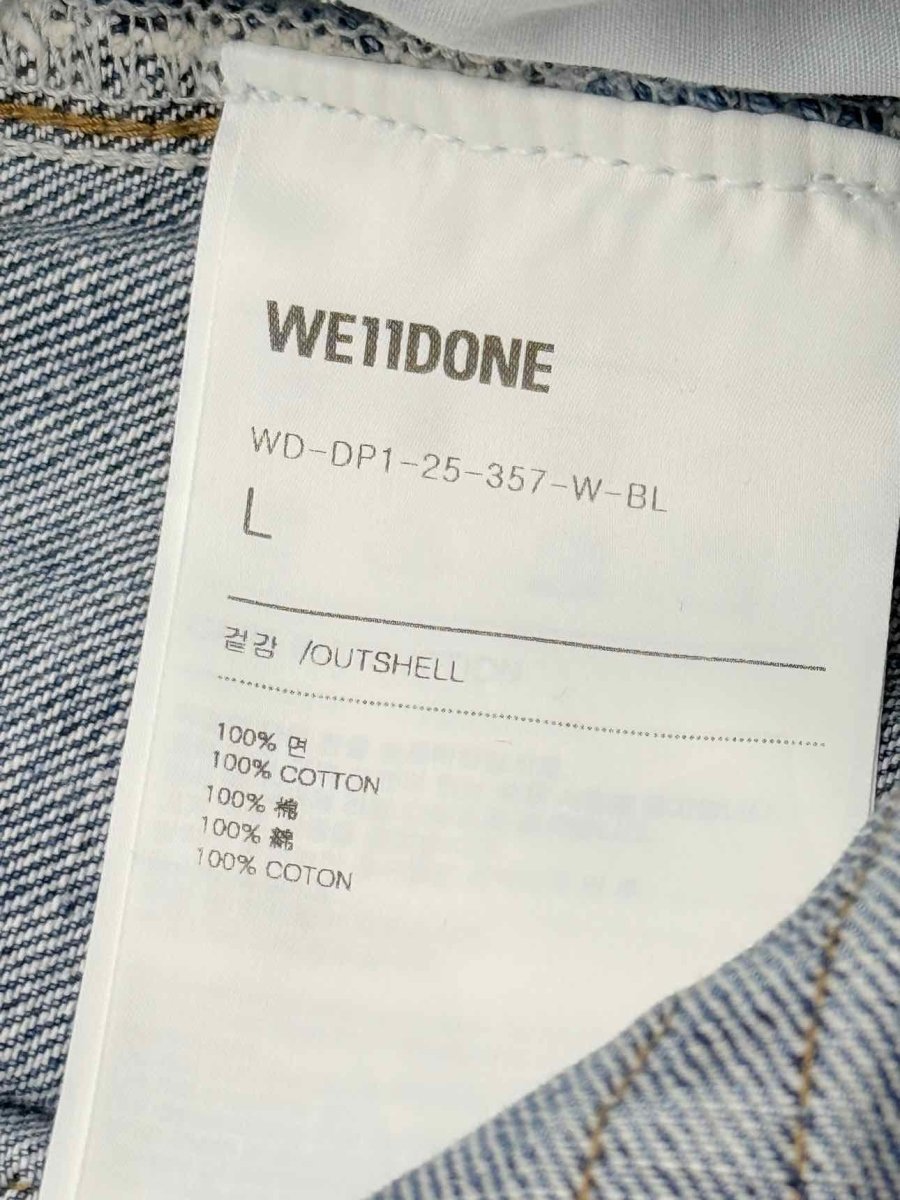 WE11DONE
WD-DP1-25-357-W-BL
L
겉감 /OUTSHELL
100% 면
100% COTTON
100% 棉
100% 綿
100% COTON